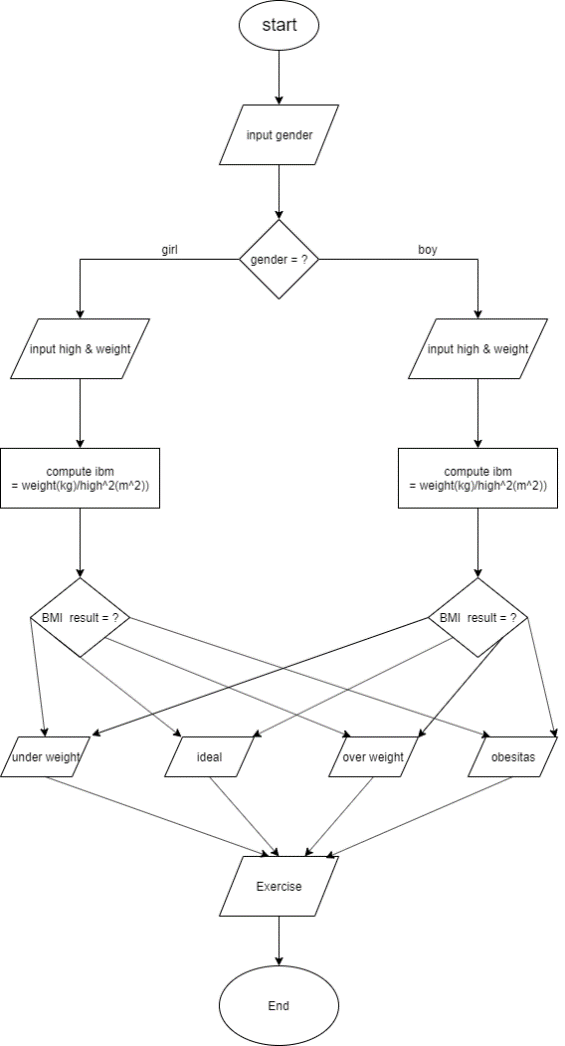 start
input gender
gender = ?
girl
boy
input high & weight
input high & weight
compute ibm
= weight(kg)/high^2(m^2))
compute ibm
= weight(kg)/high^2(m^2))
BMI result = ?
BMI result = ?
under weight
ideal
over weight
obesitas
Exercise
End